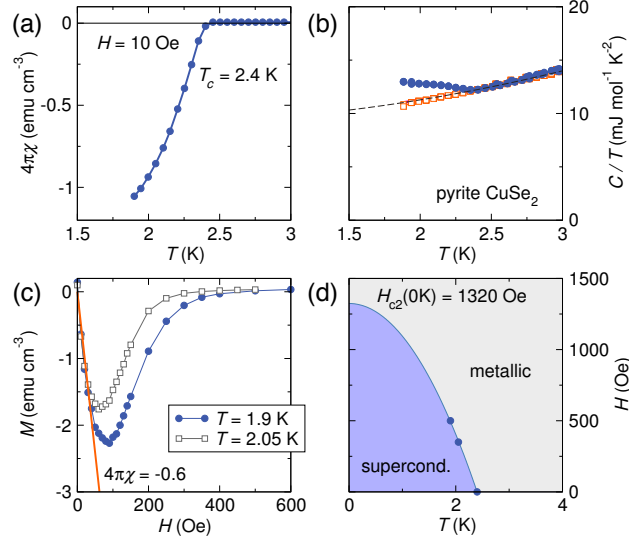 (a)
H = 10 Oe
T_c = 2.4 K
4πχ (emu cm⁻³)
0
-0.5
-1
1.5 2 2.5 3
T (K)
(b)
pyrite CuSe₂
C / T (mJ mol⁻¹ K⁻²)
20
10
0
1.5 2 2.5 3
T (K)
(c)
M (emu cm⁻³)
0
-1
-2
-3
T = 1.9 K
T = 2.05 K
4πχ = -0.6
0 200 400 600
H (Oe)
(d)
H_c2(0K) = 1320 Oe
metallic
supercond.
H (Oe)
1500
1000
500
0
0 2 4
T (K)